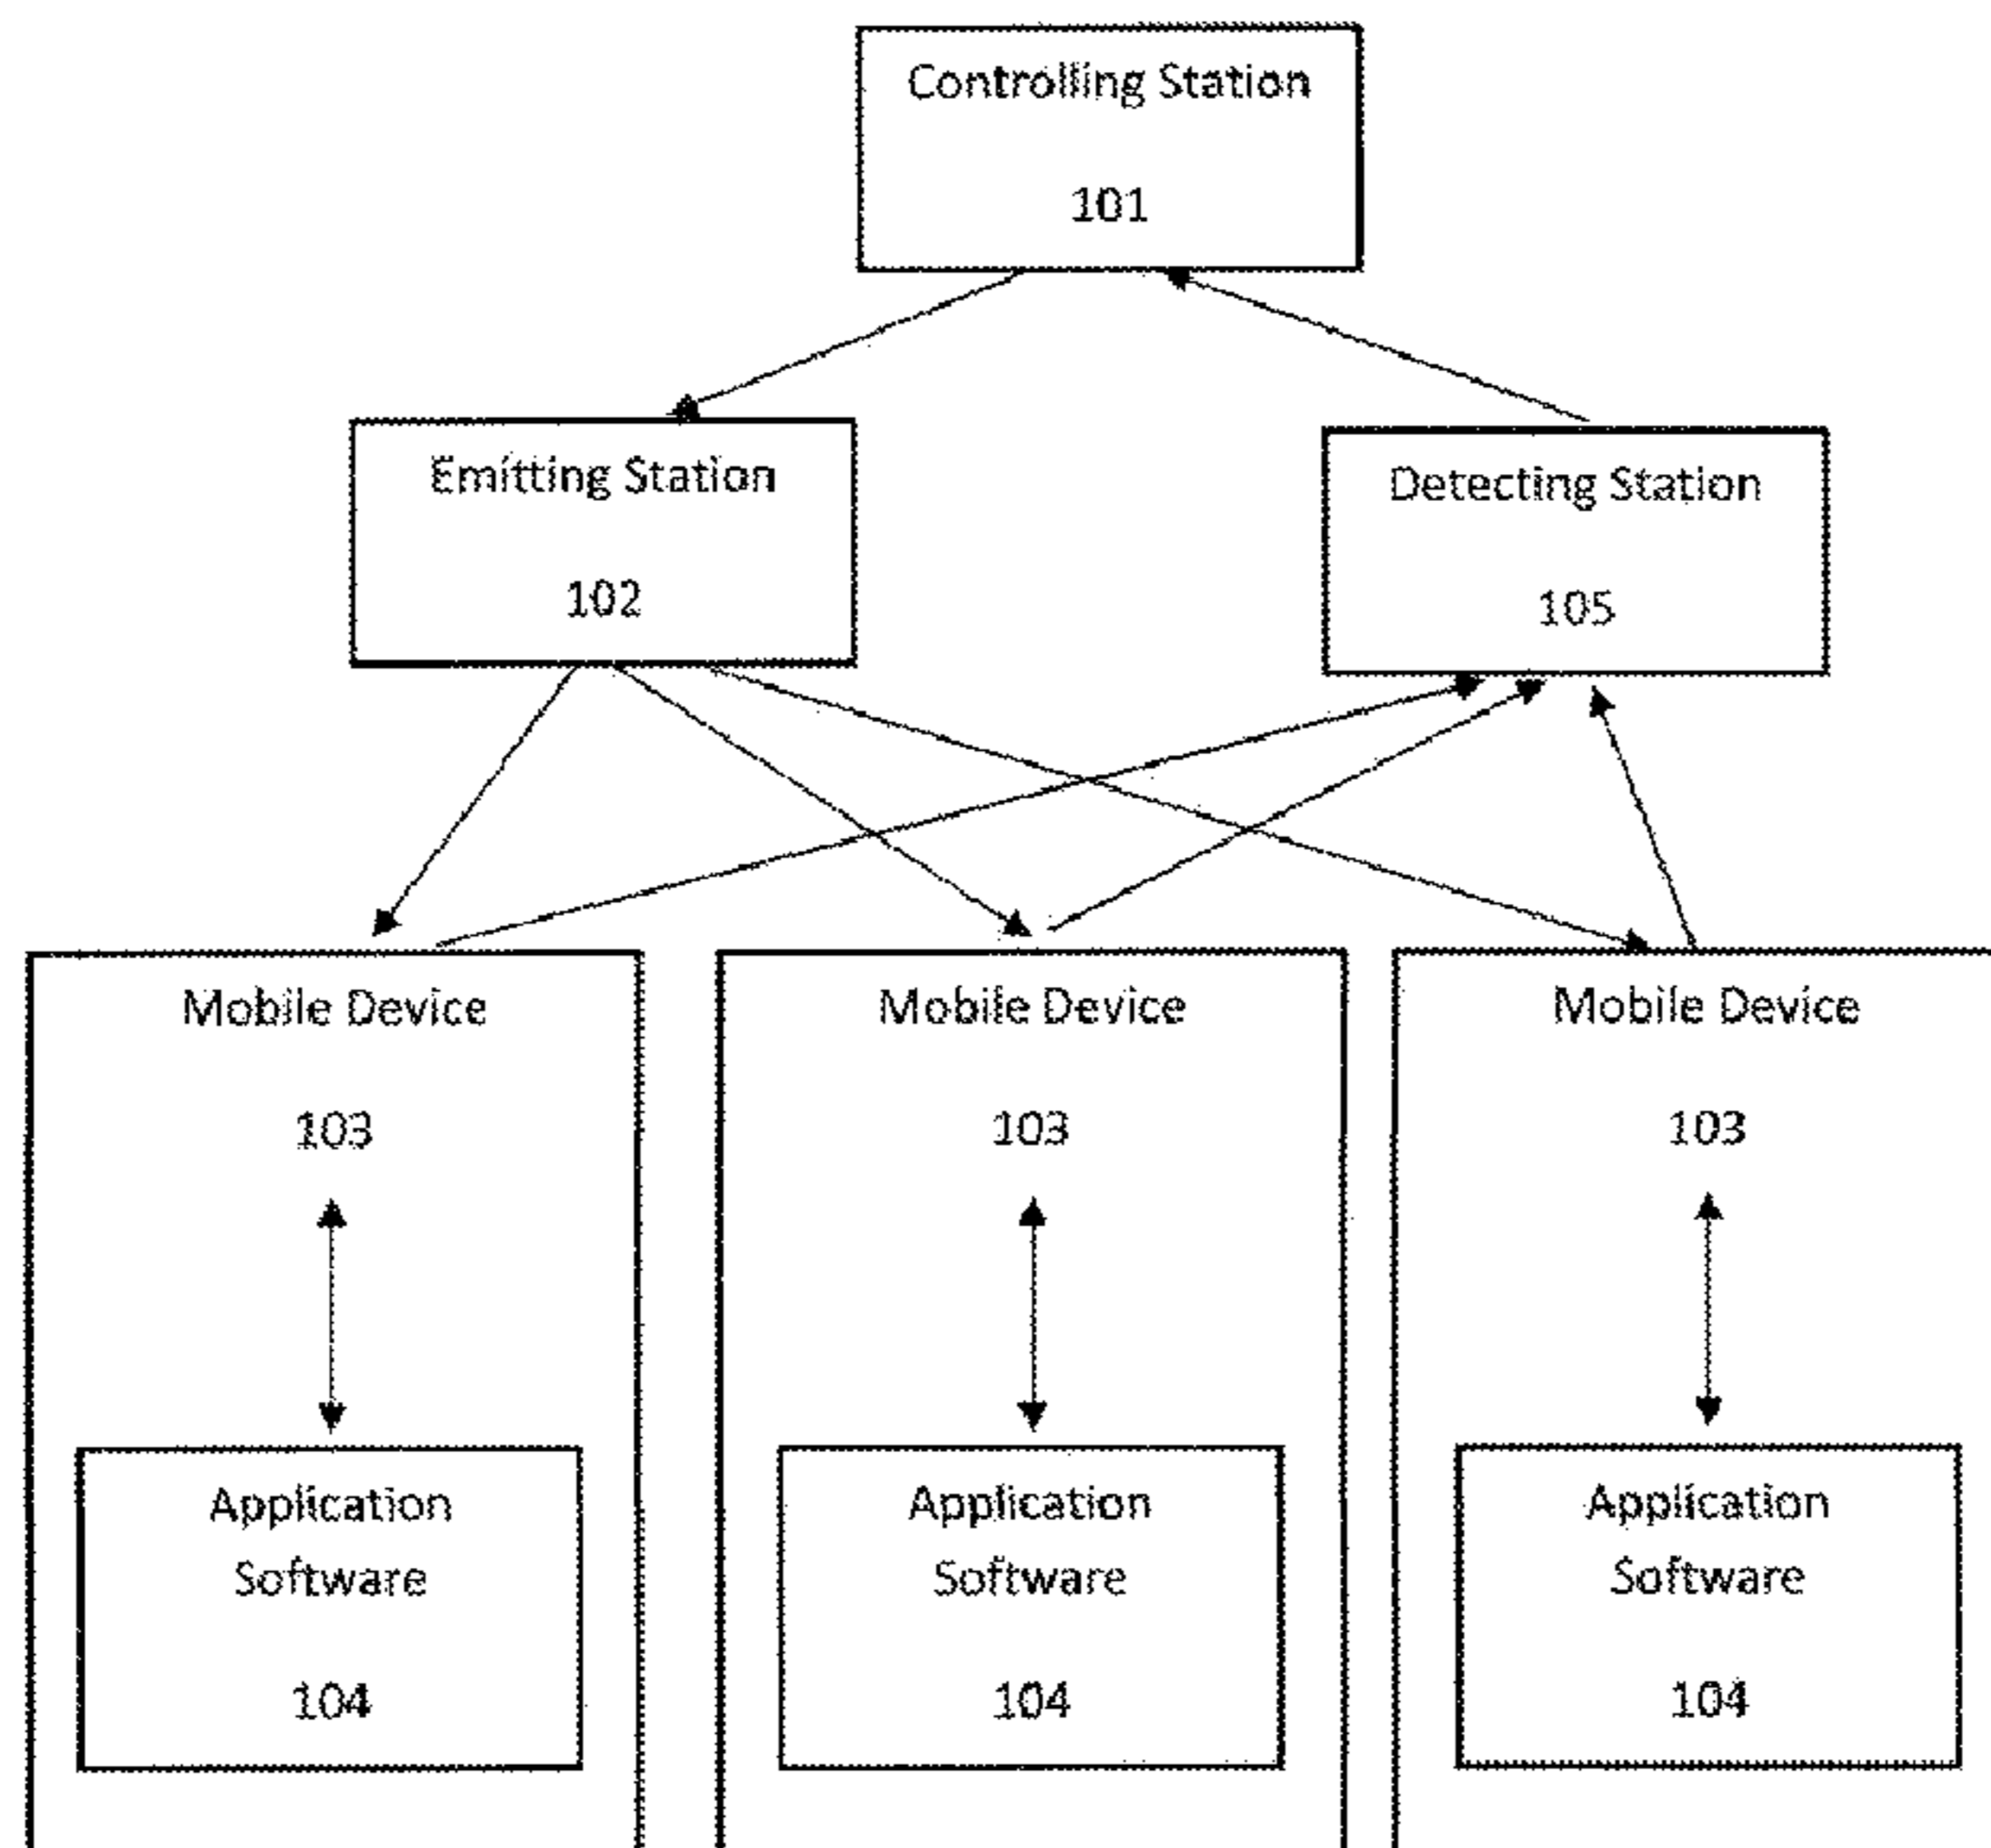 Controlling Station
101
Emitting Station
102
Detecting Station
105
Mobile Device
103
Application
Software
104
Mobile Device
103
Application
Software
104
Mobile Device
103
Application
Software
104